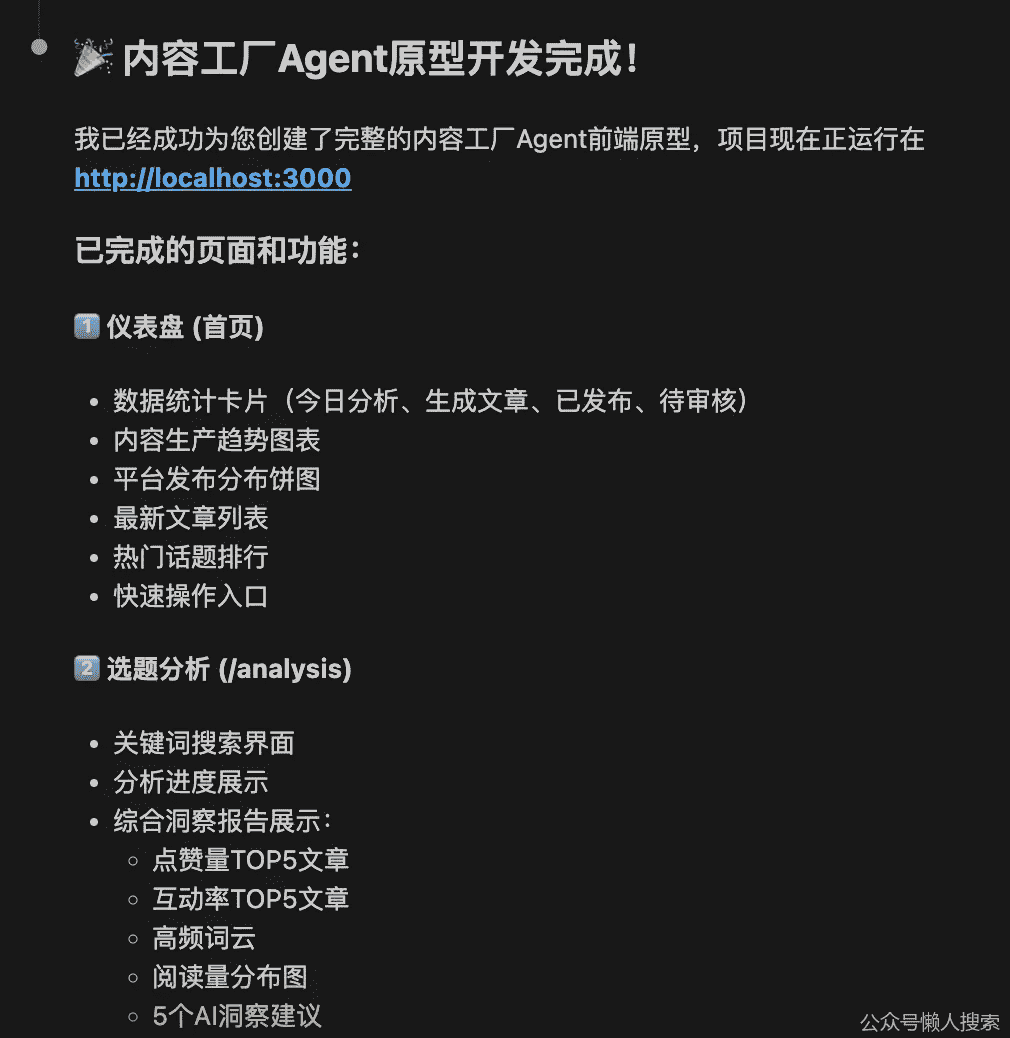 🎉 内容工厂Agent原型开发完成！
我已经成功为您创建了完整的内容工厂Agent前端原型，项目现在正运行在
http://localhost:3000
已完成的页面和功能：
1️⃣ 仪表盘 (首页)
• 数据统计卡片（今日分析、生成文章、已发布、待审核）
• 内容生产趋势图表
• 平台发布分布饼图
• 最新文章列表
• 热门话题排行
• 快速操作入口
2️⃣ 选题分析 (/analysis)
• 关键词搜索界面
• 分析进度展示
• 综合洞察报告展示：
◦ 点赞量TOP5文章
◦ 互动率TOP5文章
◦ 高频词云
◦ 阅读量分布图
◦ 5个AI洞察建议
公众号懒人搜索